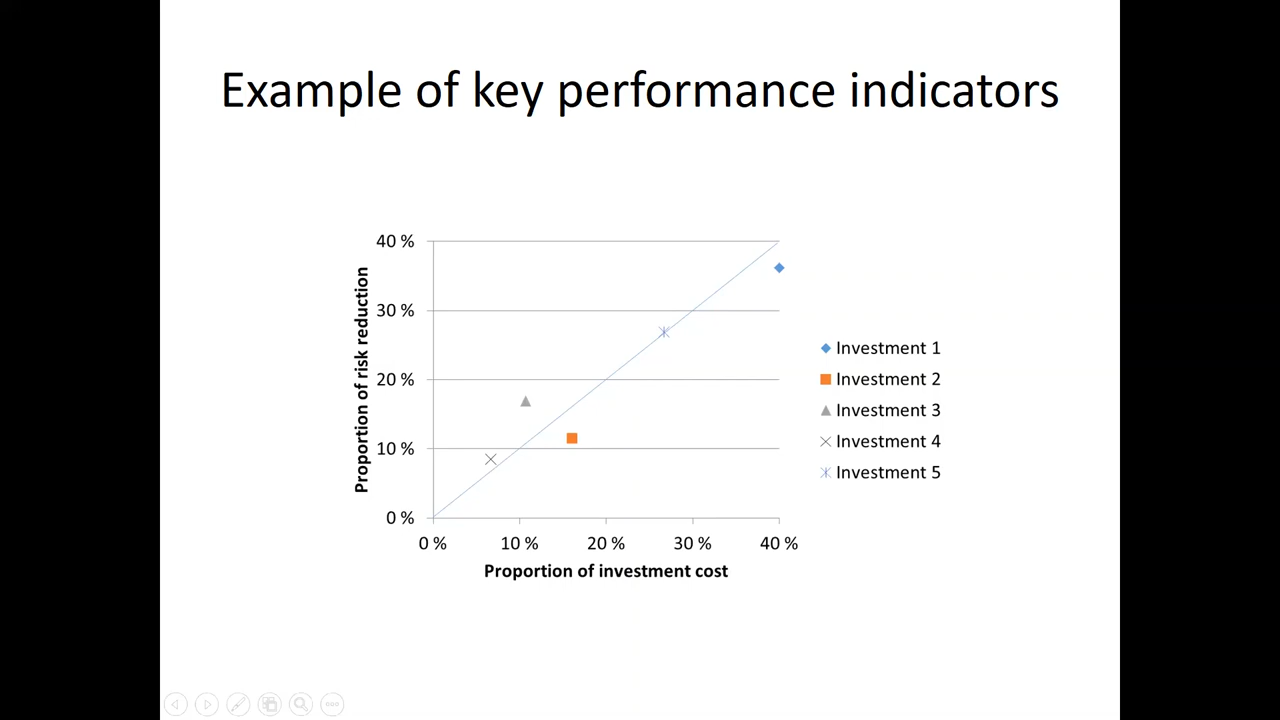 Example of key performance indicators
40 %
30 %
20 %
10 %
0 %
Proportion of risk reduction
0 % 10 % 20 % 30 % 40 %
Proportion of investment cost
Investment 1
Investment 2
Investment 3
Investment 4
Investment 5